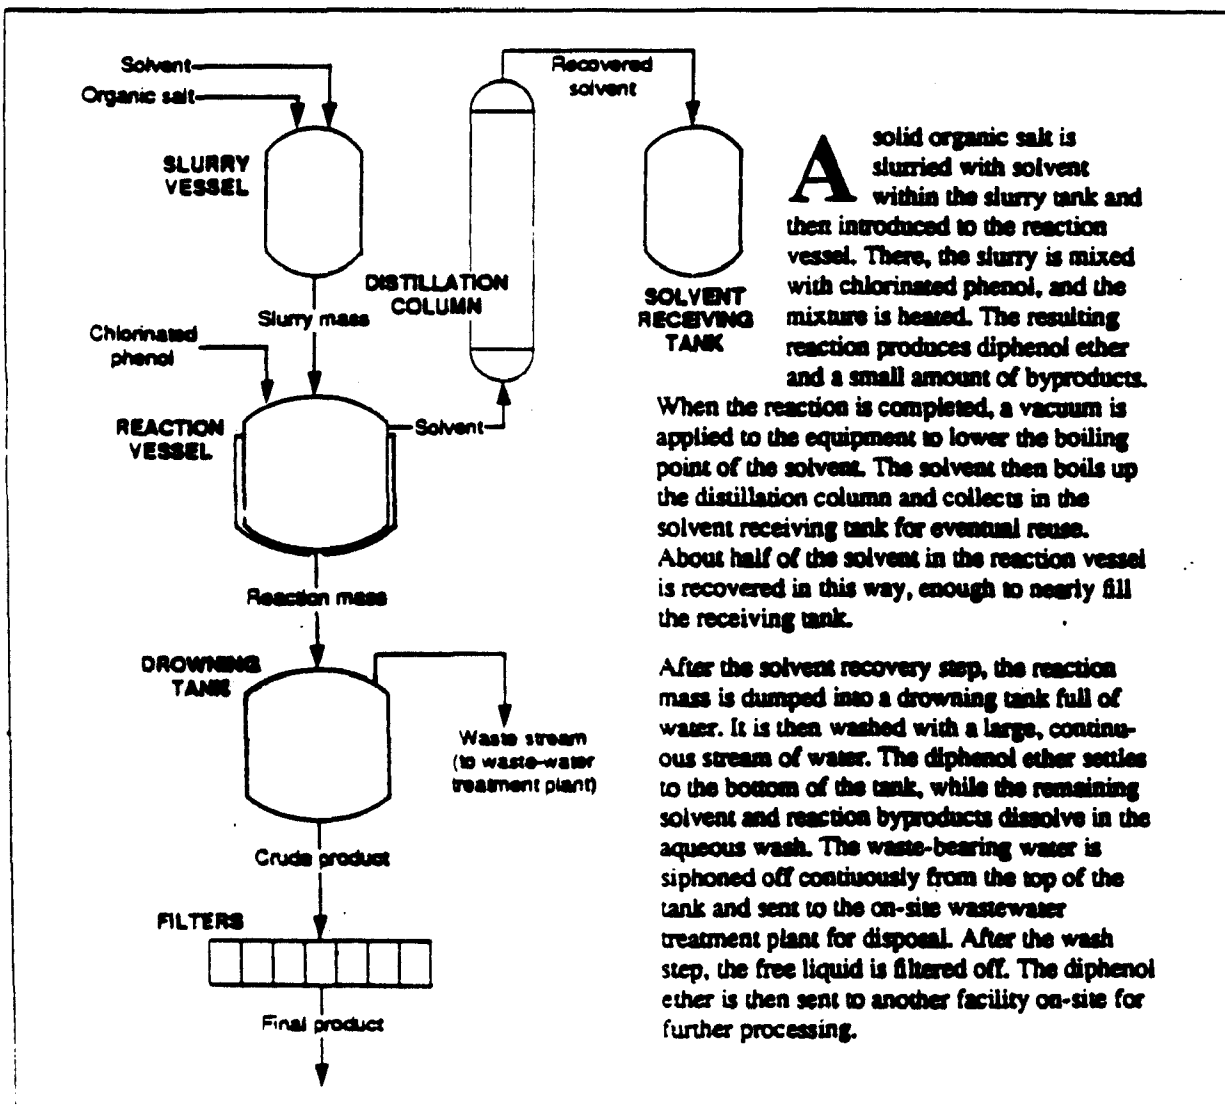 Solvent
Organic salt
SLURRY
VESSEL
Recovered
solvent
DISTILLATION
COLUMN
SOLVENT
RECEIVING
TANK
Slurry mass
Chlorinated
phenol
REACTION
VESSEL
Solvent
Reaction mass
DROWNING
TANK
Waste stream
(to waste-water
treatment plant)
Crude product
FILTERS
Final product
A solid organic salt is
slurried with solvent
within the slurry tank and
then introduced to the reaction
vessel. There, the slurry is mixed
with chlorinated phenol, and the
mixture is heated. The resulting
reaction produces diphenol ether
and a small amount of byproducts.
When the reaction is completed, a vacuum is
applied to the equipment to lower the boiling
point of the solvent. The solvent then boils up
the distillation column and collects in the
solvent receiving tank for eventual reuse.
About half of the solvent in the reaction vessel
is recovered in this way, enough to nearly fill
the receiving tank.
After the solvent recovery step, the reaction
mass is dumped into a drowning tank full of
water. It is then washed with a large, continu-
ous stream of water. The diphenol ether settles
to the bottom of the tank, while the remaining
solvent and reaction byproducts dissolve in the
aqueous wash. The waste-bearing water is
siphoned off contiuously from the top of the
tank and sent to the on-site wastewater
treatment plant for disposal. After the wash
step, the free liquid is filtered off. The diphenol
ether is then sent to another facility on-site for
further processing.